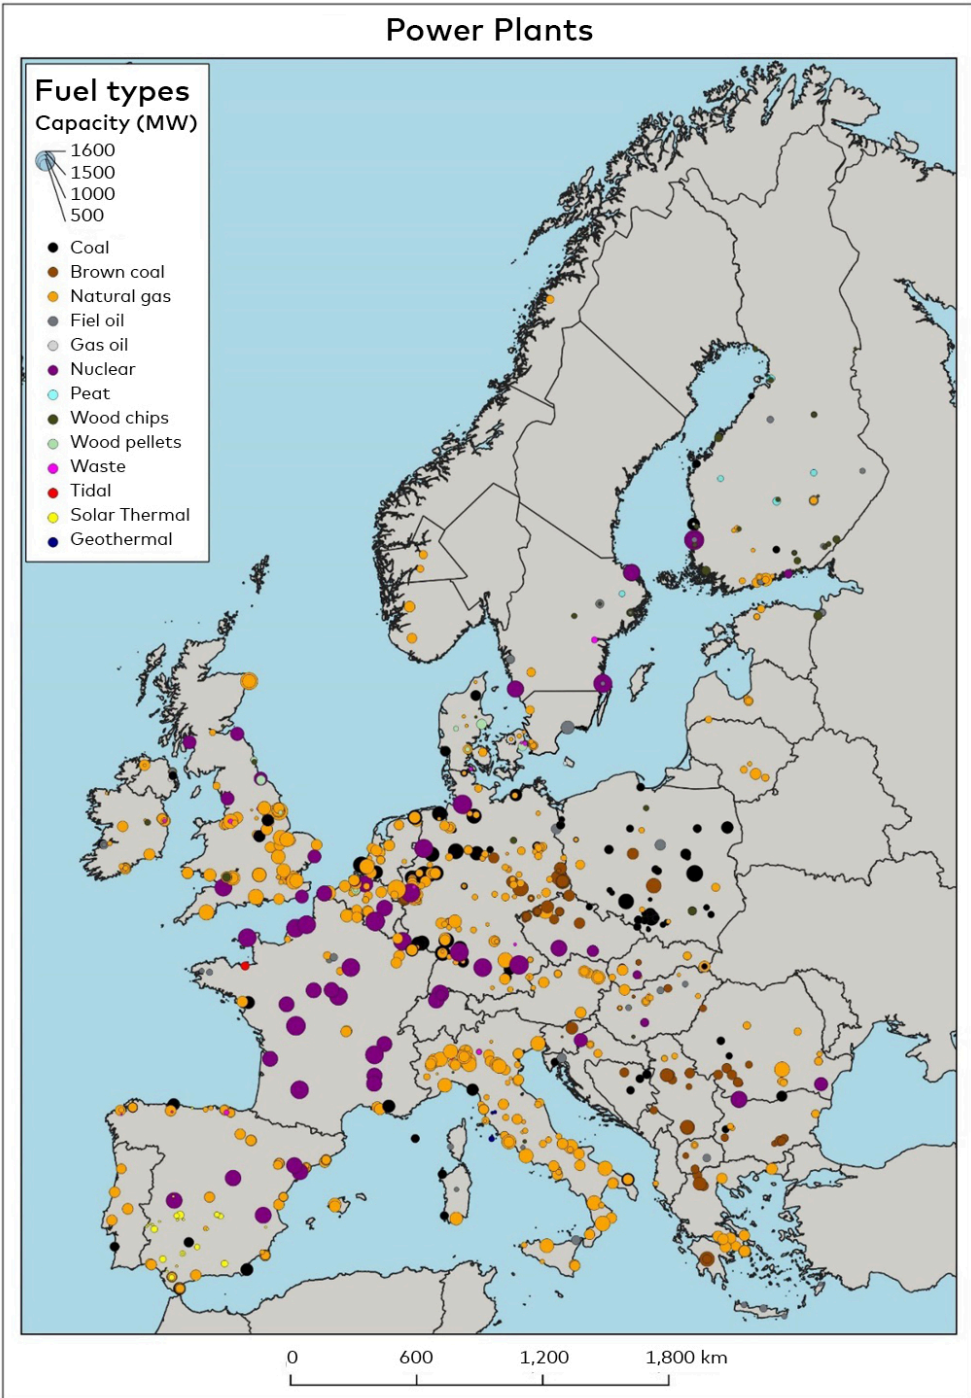 Power Plants
Fuel types
Capacity (MW)
1600
1500
1000
500
Coal
Brown coal
Natural gas
Fiel oil
Gas oil
Nuclear
Peat
Wood chips
Wood pellets
Waste
Tidal
Solar Thermal
Geothermal
0 600 1,200 1,800 km